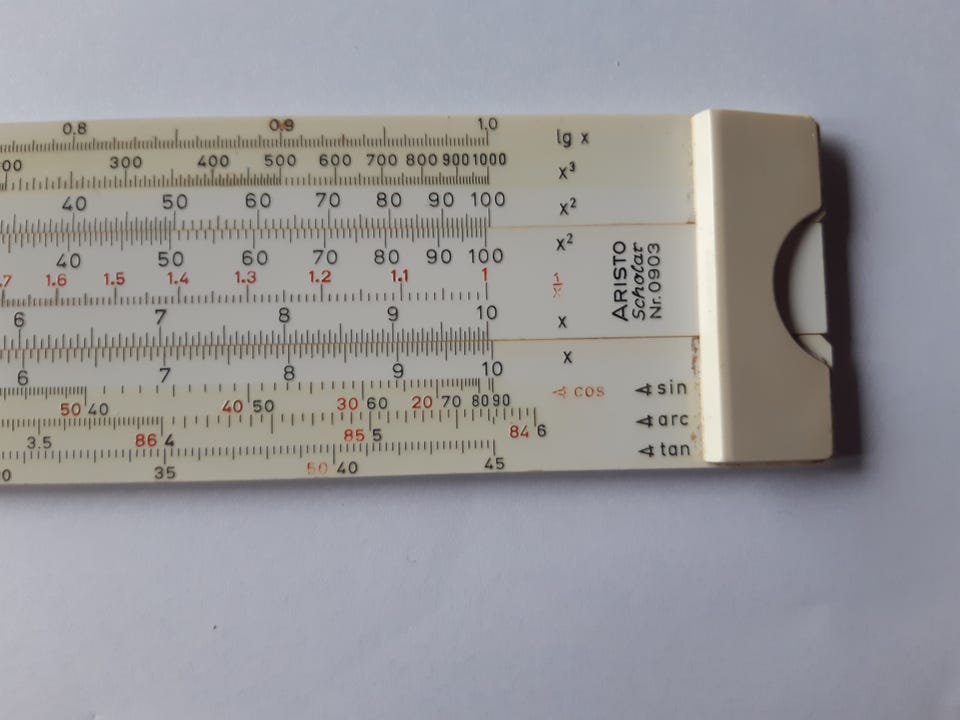 0,8 0,9 1,0 lg x
00 300 400 500 600 700 800 900 1000 x³
40 50 60 70 80 90 100 x²
40 50 60 70 80 90 100 x²
.7 1.6 1.5 1.4 1.3 1.2 1.1 1 1/x
6 7 8 9 10 x
6 7 8 9 10 x
50 40 40 50 30 60 20 70 80 90 ∢ cos ∢ sin
3.5 86 4 85 5 84 6 ∢ arc
0 35 50 40 45 ∢ tan
ARISTO
Scholar
Nr. 0903